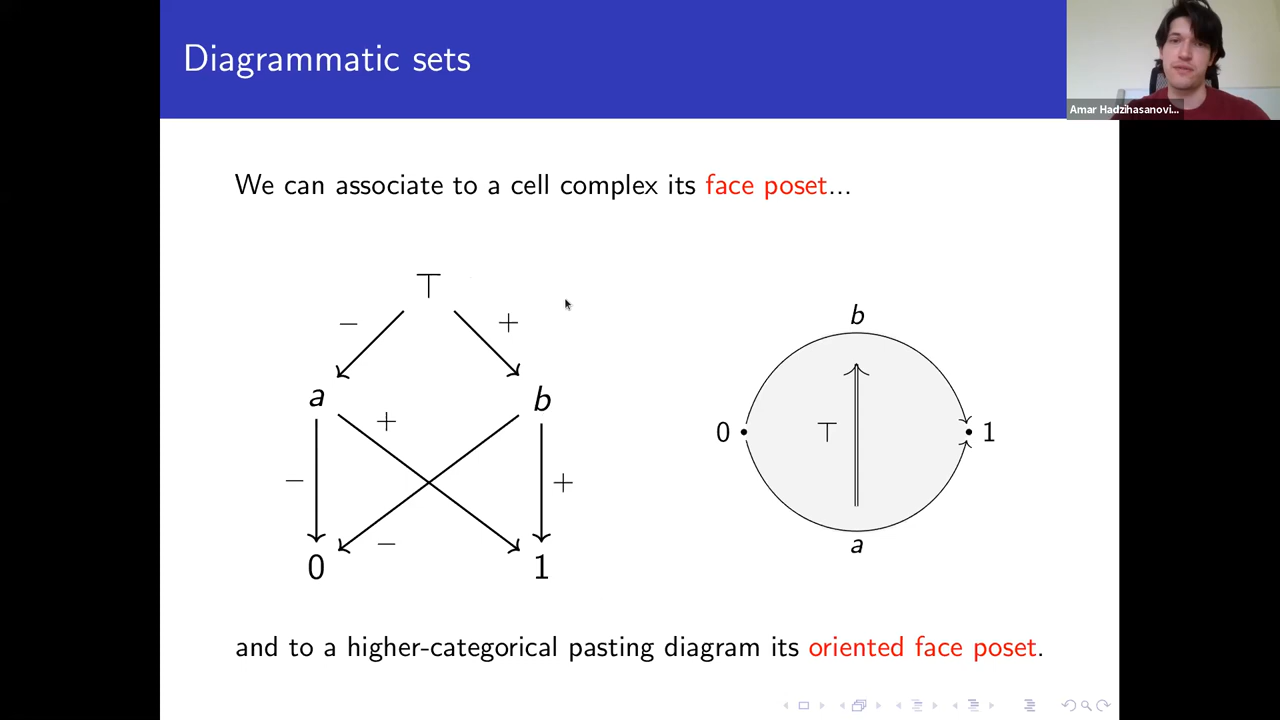 Diagrammatic sets
Amar Hadzihasanovi...
We can associate to a cell complex its face poset...
⊤
− +
b
a b
+
0 ⊤ 1
− +
−
a
0 1
and to a higher-categorical pasting diagram its oriented face poset.